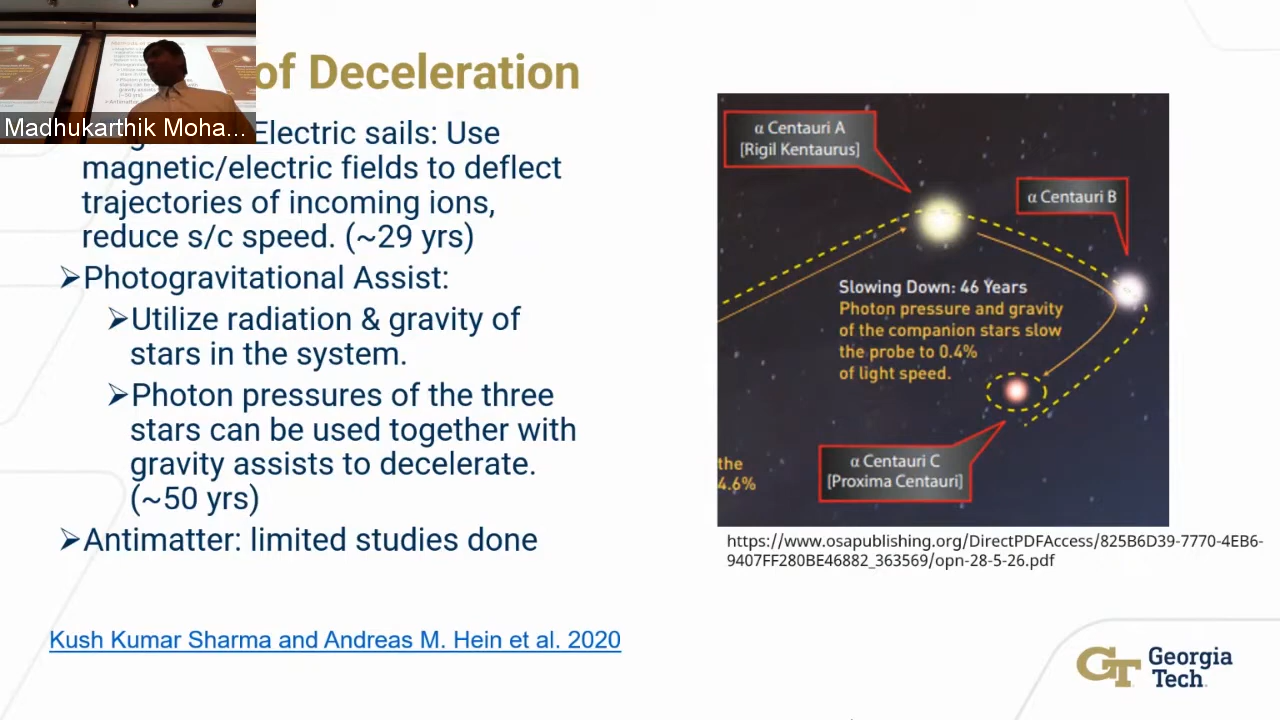 of Deceleration
Madhukarthik Moha...
Electric sails: Use
magnetic/electric fields to deflect
trajectories of incoming ions,
reduce s/c speed. (~29 yrs)
➢Photogravitational Assist:
➢Utilize radiation & gravity of
stars in the system.
➢Photon pressures of the three
stars can be used together with
gravity assists to decelerate.
(~50 yrs)
➢Antimatter: limited studies done
Kush Kumar Sharma and Andreas M. Hein et al. 2020
α Centauri A
[Rigil Kentaurus]
α Centauri B
Slowing Down: 46 Years
Photon pressure and gravity
of the companion stars slow
the probe to 0.4%
of light speed.
α Centauri C
[Proxima Centauri]
the
4.6%
https://www.osapublishing.org/DirectPDFAccess/825B6D39-7770-4EB6-
9407FF280BE46882_363569/opn-28-5-26.pdf
GT
Georgia
Tech